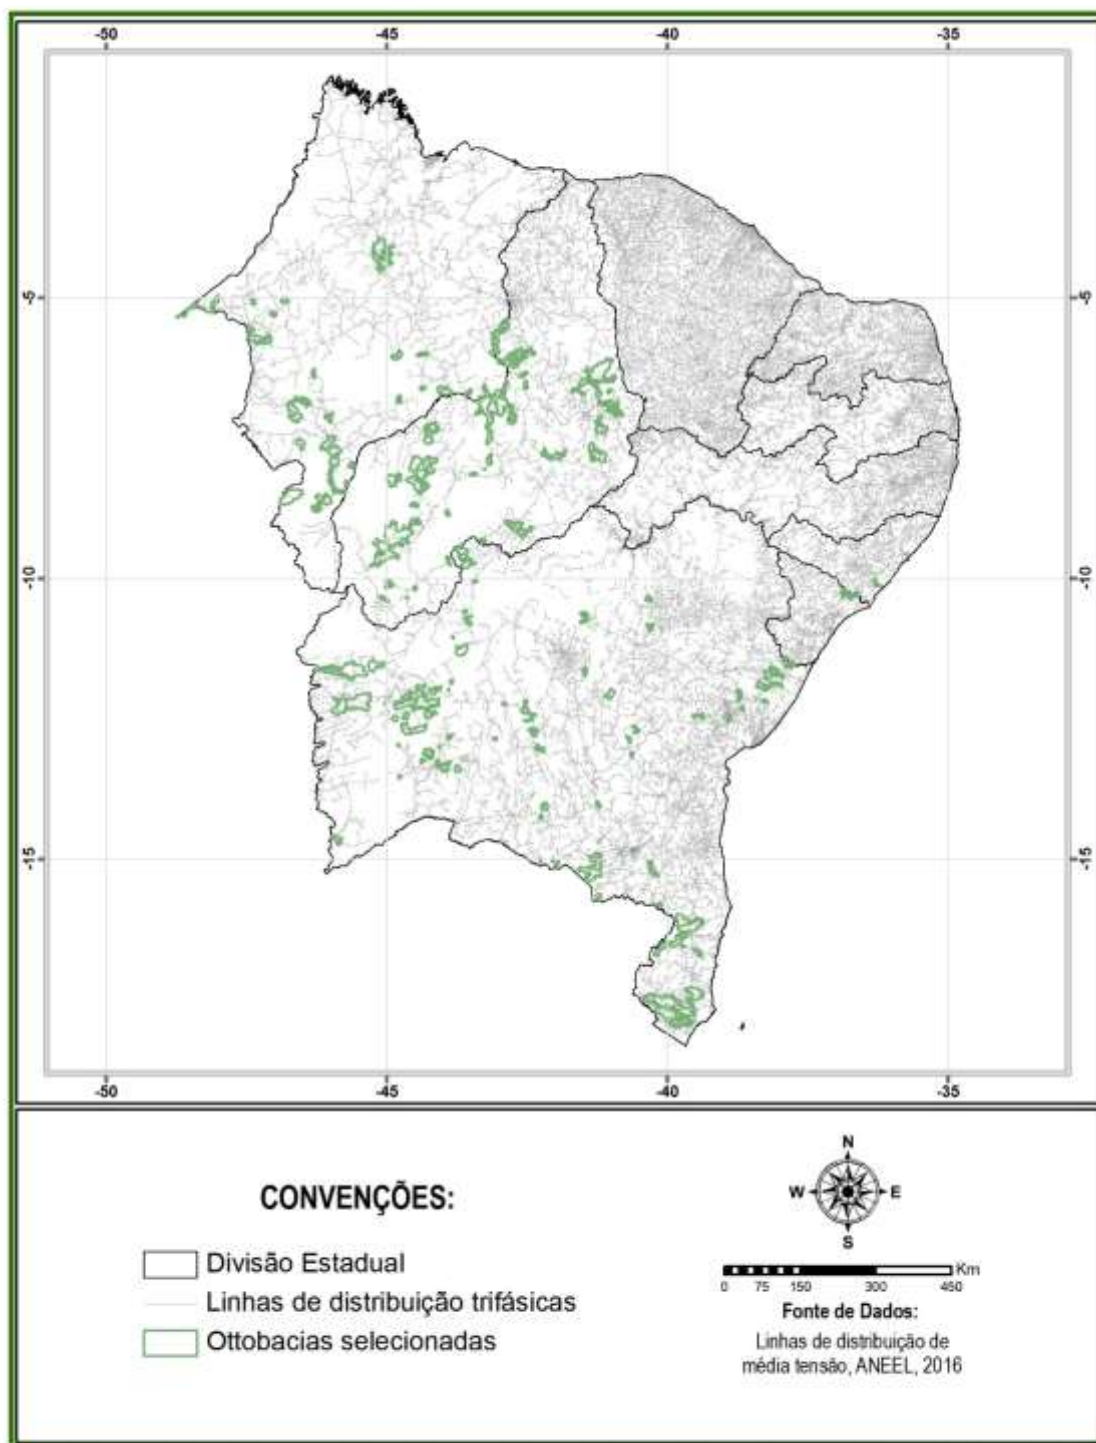 -50 -45 -40 -35
-5 -5
-10 -10
-15 -15
-50 -45 -40 -35
N
W E
S
CONVENÇÕES:
Divisão Estadual
Linhas de distribuição trifásicas
Ottobacias selecionadas
Km
0 75 150 300 450
Fonte de Dados:
Linhas de distribuição de
média tensão, ANEEL, 2016